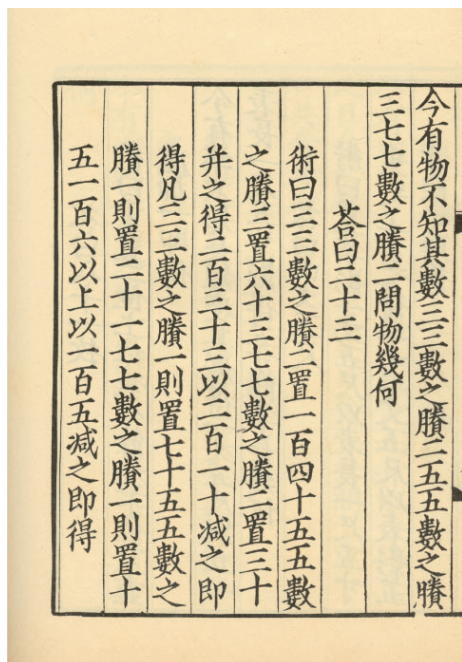 今有物不知其數三三數之賸二五五數之賸
三七七數之賸二問物幾何
荅曰二十三
術曰三三數之賸二置一百四十五五數
之賸三置六十三七七數之賸二置三十
并之得二百三十三以二百一十減之即
得凡三三數之賸一則置七十五五數之
賸一則置二十一七七數之賸一則置十
五一百六以上以一百五減之即得